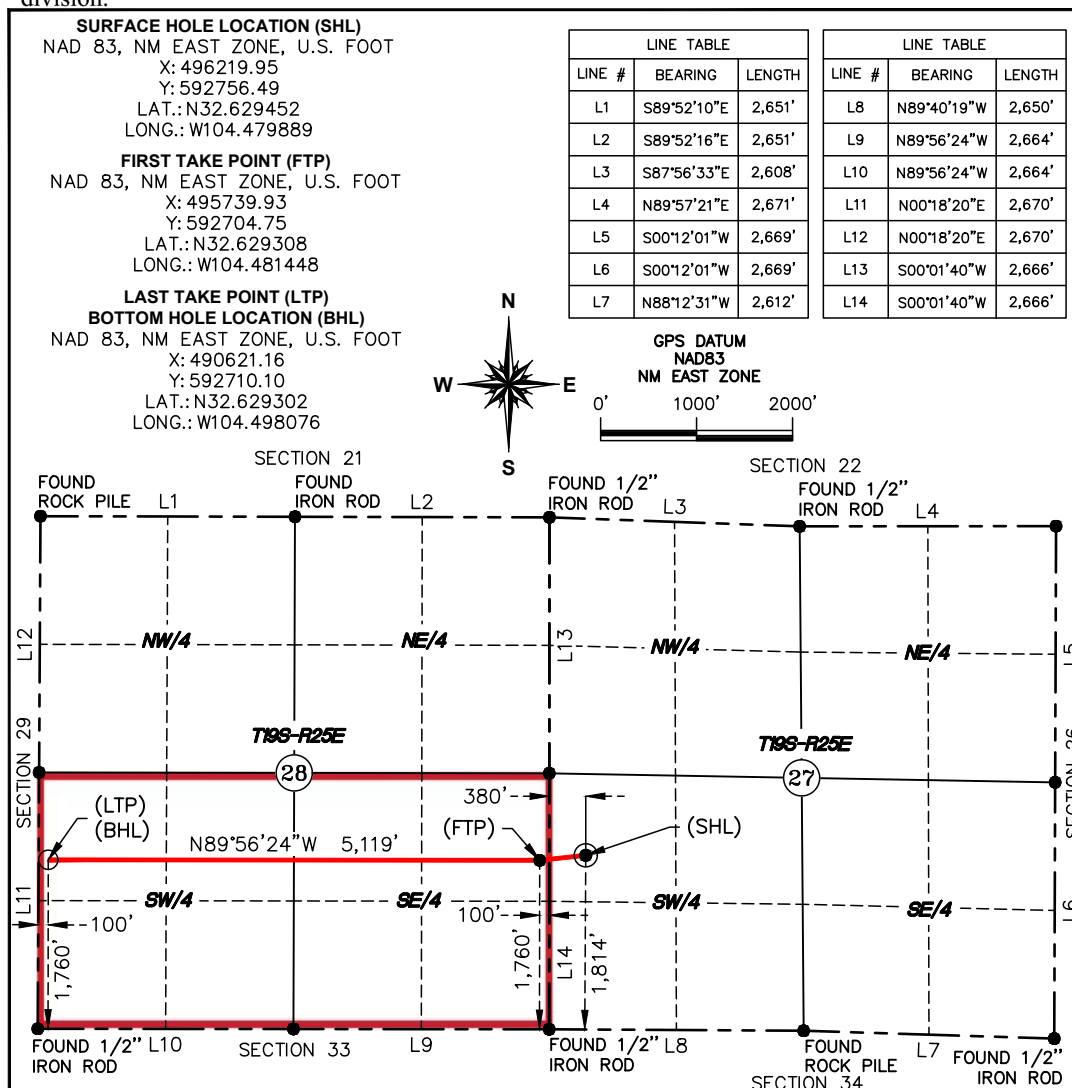 division.
SURFACE HOLE LOCATION (SHL)
NAD 83, NM EAST ZONE, U.S. FOOT
X: 496219.95
Y: 592756.49
LAT.: N32.629452
LONG.: W104.479889
FIRST TAKE POINT (FTP)
NAD 83, NM EAST ZONE, U.S. FOOT
X: 495739.93
Y: 592704.75
LAT.: N32.629308
LONG.: W104.481448
LAST TAKE POINT (LTP)
BOTTOM HOLE LOCATION (BHL)
NAD 83, NM EAST ZONE, U.S. FOOT
X: 490621.16
Y: 592710.10
LAT.: N32.629302
LONG.: W104.498076
LINE TABLE
LINE # BEARING LENGTH
L1 S89°52'10"E 2,651'
L2 S89°52'16"E 2,651'
L3 S87°56'33"E 2,608'
L4 N89°57'21"E 2,671'
L5 S00°12'01"W 2,669'
L6 S00°12'01"W 2,669'
L7 N88°12'31"W 2,612'
LINE TABLE
LINE # BEARING LENGTH
L8 N89°40'19"W 2,650'
L9 N89°56'24"W 2,664'
L10 N89°56'24"W 2,664'
L11 N00°18'20"E 2,670'
L12 N00°18'20"E 2,670'
L13 S00°01'40"W 2,666'
L14 S00°01'40"W 2,666'
N
W E
S
GPS DATUM
NAD83
NM EAST ZONE
0' 1000' 2000'
SECTION 21
SECTION 22
FOUND
ROCK PILE
L1
FOUND
IRON ROD
L2
FOUND 1/2"
IRON ROD
L3
FOUND 1/2"
IRON ROD
L4
L12
NW/4
NE/4
L13
NW/4
NE/4
L5
SECTION 29
T19S-R25E
28
T19S-R25E
27
SECTION 26
380'
(LTP)
(BHL)
N89°56'24"W 5,119'
(FTP)
(SHL)
L11
SW/4
SE/4
SW/4
SE/4
L6
100'
1,760'
100'
1,760'
L14
1,814'
FOUND 1/2"
IRON ROD
L10
SECTION 33
L9
FOUND 1/2"
IRON ROD
L8
FOUND
ROCK PILE
SECTION 34
L7
FOUND 1/2"
IRON ROD